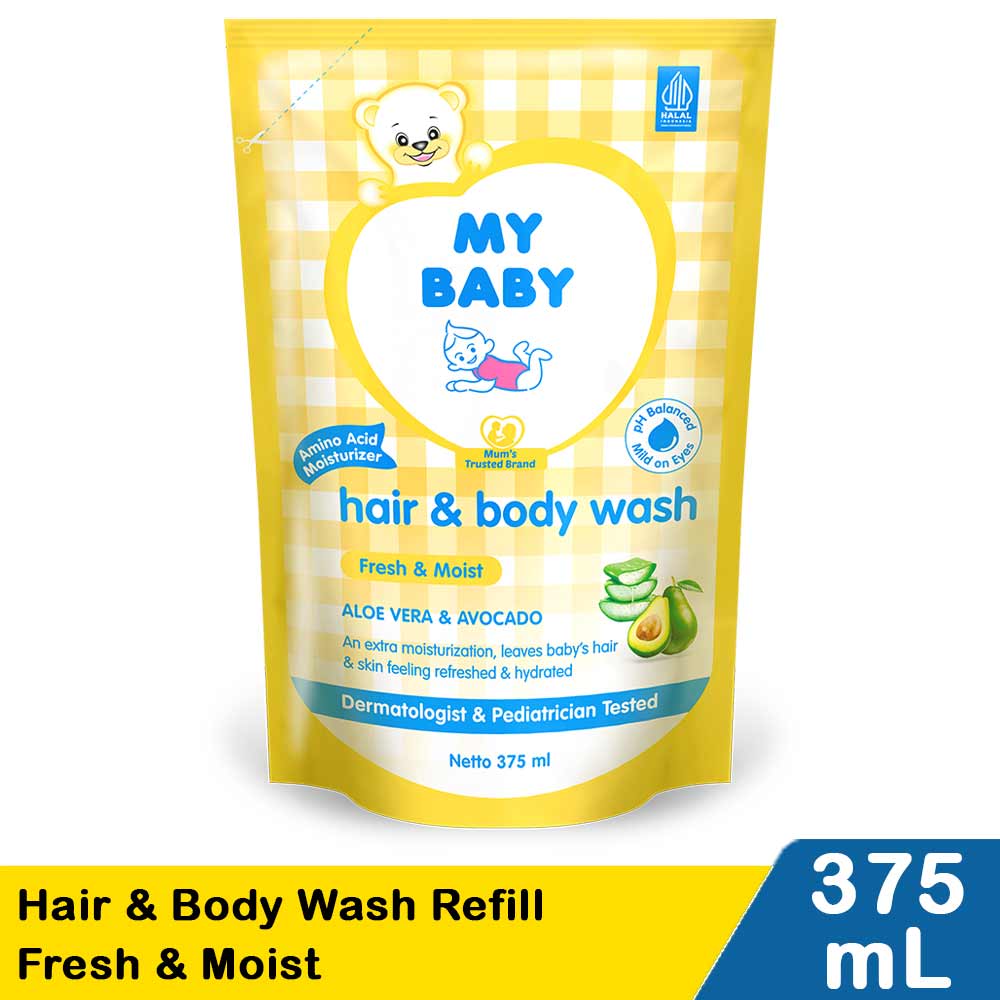 HALAL
INDONESIA
MY
BABY
Mum's
Trusted Brand
Amino Acid
Moisturizer
pH Balanced
Mild on Eyes
hair & body wash
Fresh & Moist
ALOE VERA & AVOCADO
An extra moisturization, leaves baby's hair
& skin feeling refreshed & hydrated
Dermatologist & Pediatrician Tested
Netto 375 ml
Hair & Body Wash Refill
Fresh & Moist
375
mL